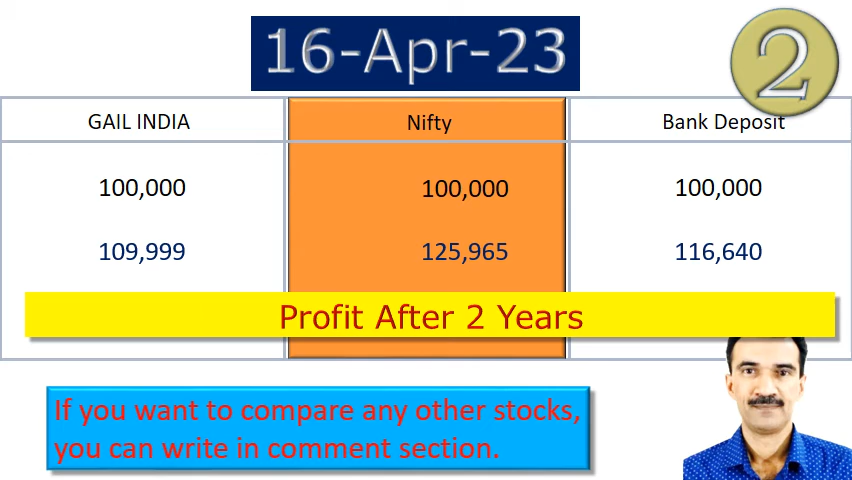 16-Apr-23
2
GAIL INDIA Nifty Bank Deposit
100,000 100,000 100,000
109,999 125,965 116,640
Profit After 2 Years
If you want to compare any other stocks,
you can write in comment section.